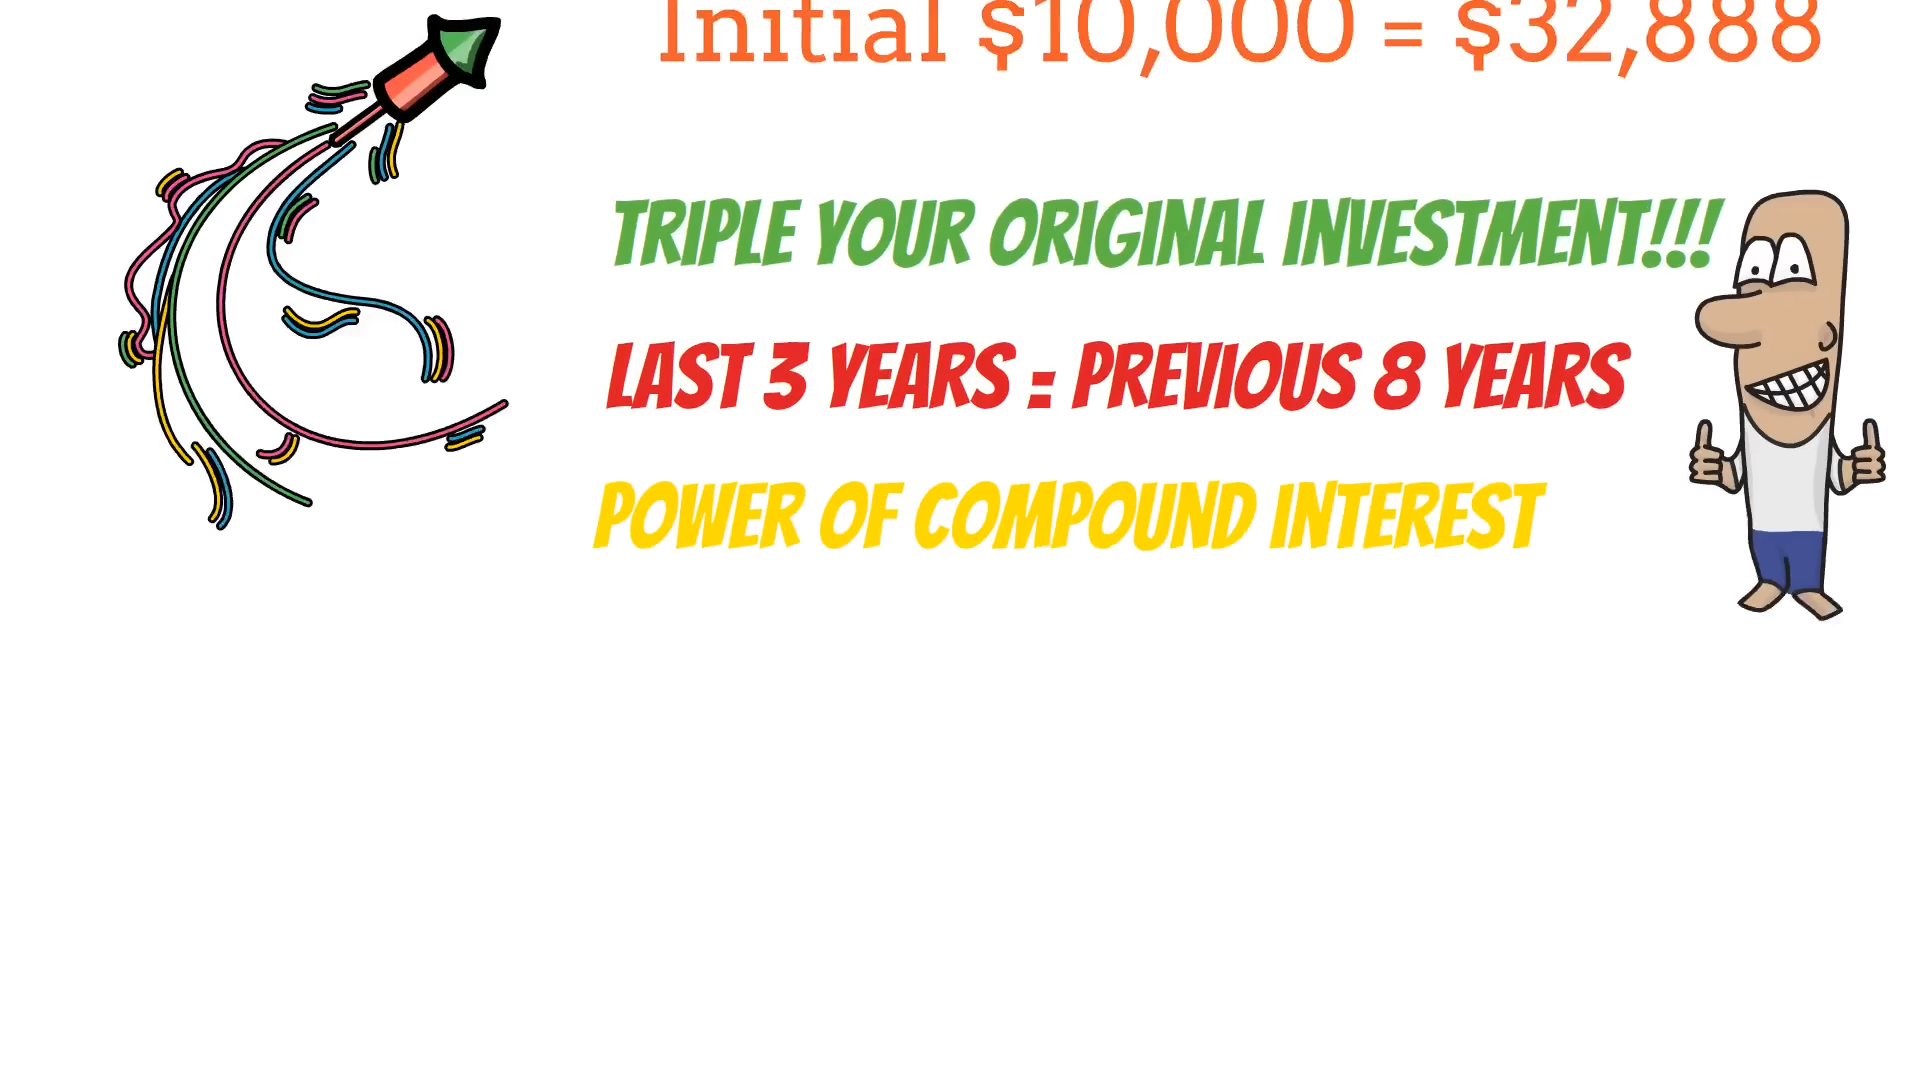 Initial $10,000 = $32,888
TRIPLE YOUR ORIGINAL INVESTMENT!!!
LAST 3 YEARS = PREVIOUS 8 YEARS
POWER OF COMPOUND INTEREST